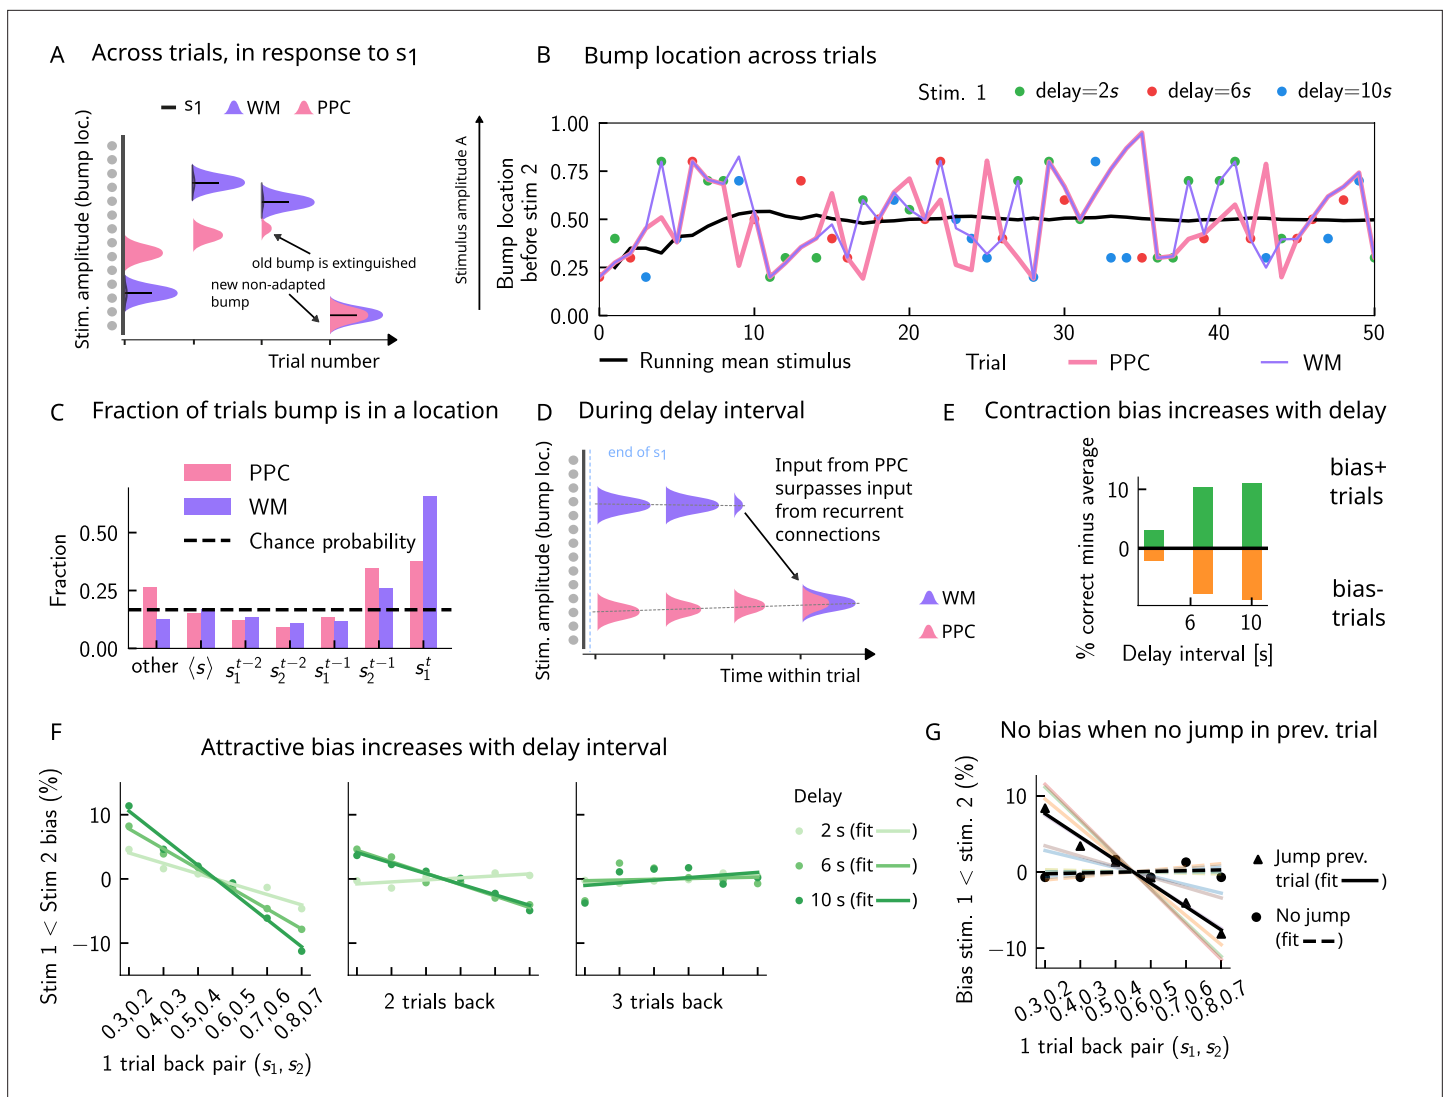 A Across trials, in response to s1
s1 WM PPC
Stim. amplitude (bump loc.)
old bump is extinguished
new non-adapted
bump
Trial number
Stimulus amplitude A
B Bump location across trials
Stim. 1 delay=2s delay=6s delay=10s
Bump location
before stim 2
1.00
0.75
0.50
0.25
0.00
0 10 20 30 40 50
Running mean stimulus Trial PPC WM
C Fraction of trials bump is in a location
PPC
WM
Chance probability
Fraction
0.50
0.25
0.00
other ⟨s⟩ s₁ᵗ⁻² s₂ᵗ⁻² s₁ᵗ⁻¹ s₂ᵗ⁻¹ s₁ᵗ
D During delay interval
Stim. amplitude (bump loc.)
end of s1
Input from PPC
surpasses input
from recurrent
connections
WM
PPC
Time within trial
E Contraction bias increases with delay
% correct minus average
10
0
6 10
Delay interval [s]
bias+
trials
bias-
trials
F Attractive bias increases with delay interval
Stim 1 < Stim 2 bias (%)
10
0
−10
0.3,0.2 0.4,0.3 0.5,0.4 0.6,0.5 0.7,0.6 0.8,0.7
1 trial back pair (s1, s2)
2 trials back
3 trials back
Delay
2 s (fit )
6 s (fit )
10 s (fit )
G No bias when no jump in prev. trial
Bias stim. 1 < stim. 2 (%)
10
0
−10
0.3,0.2 0.4,0.3 0.5,0.4 0.6,0.5 0.7,0.6 0.8,0.7
1 trial back pair (s1, s2)
Jump prev.
trial (fit )
No jump
(fit )